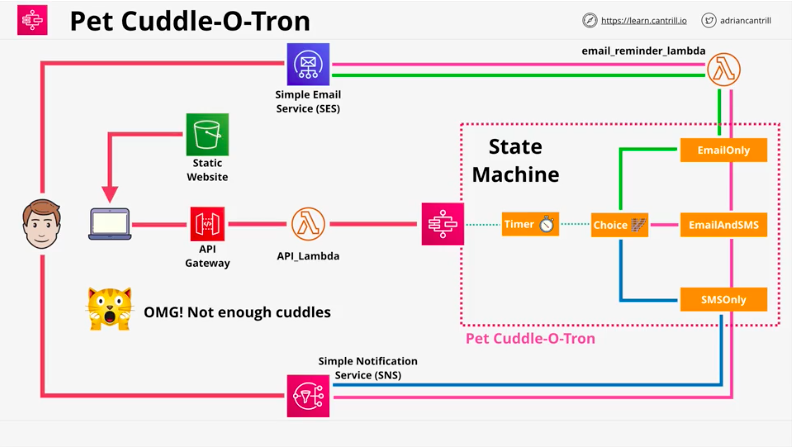 Pet Cuddle-O-Tron
https://learn.cantrill.io
adriancantrill
email_reminder_lambda
Simple Email
Service (SES)
Static
Website
State
Machine
EmailOnly
Timer
Choice
EmailAndSMS
API
Gateway
API_Lambda
SMSOnly
OMG! Not enough cuddles
Pet Cuddle-O-Tron
Simple Notification
Service (SNS)